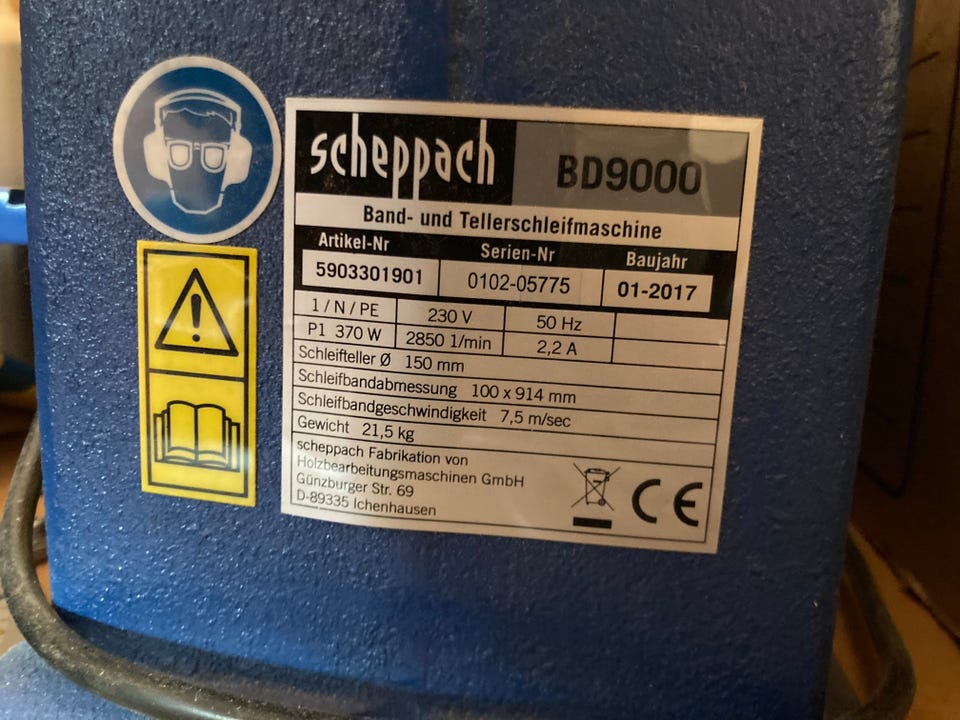 scheppach BD9000
Band- und Tellerschleifmaschine
Artikel-Nr Serien-Nr Baujahr
5903301901 0102-05775 01-2017
1 / N / PE 230 V 50 Hz
P1 370 W 2850 1/min 2,2 A
Schleifteller Ø 150 mm
Schleifbandabmessung 100 x 914 mm
Schleifbandgeschwindigkeit 7,5 m/sec
Gewicht 21,5 kg
scheppach Fabrikation von
Holzbearbeitungsmaschinen GmbH
Günzburger Str. 69
D-89335 Ichenhausen
CE